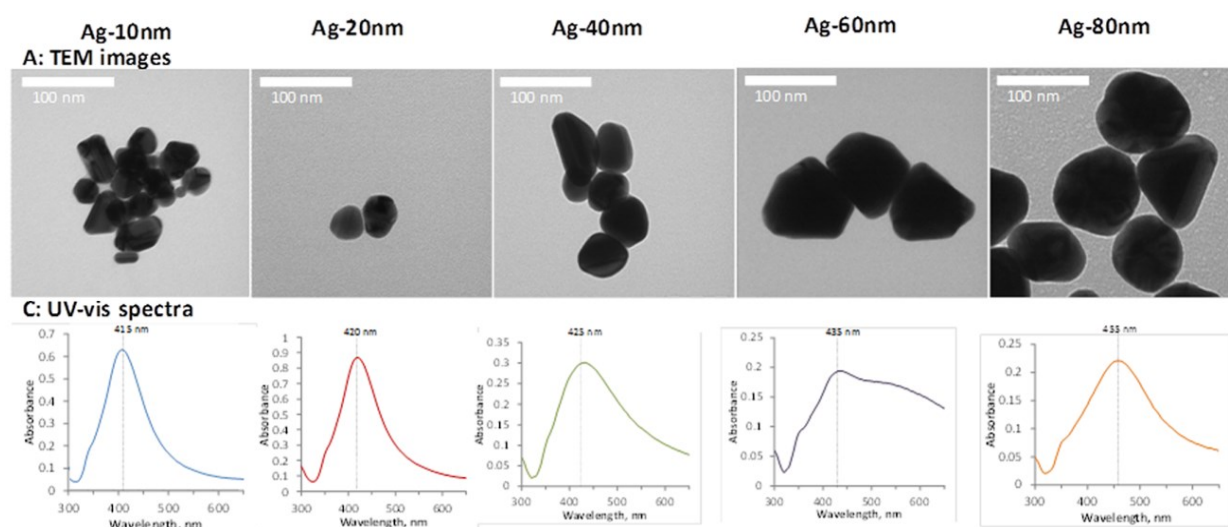 Ag-10nm
Ag-20nm
Ag-40nm
Ag-60nm
Ag-80nm
A: TEM images
100 nm
100 nm
100 nm
100 nm
100 nm
C: UV-vis spectra
415 nm
0.7
0.6
0.5
0.4
0.3
0.2
0.1
0
Absorbance
300 400 500 600
Wavelength, nm
420 nm
1
0.9
0.8
0.7
0.6
0.5
0.4
0.3
0.2
0.1
0
Absorbance
300 400 500 600
Wavelength, nm
425 nm
0.35
0.3
0.25
0.2
0.15
0.1
0.05
0
Absorbance
300 400 500 600
Wavelength, nm
435 nm
0.25
0.2
0.15
0.1
0.05
0
Absorbance
300 400 500 600
Wavelength, nm
455 nm
0.25
0.2
0.15
0.1
0.05
0
Absorbance
300 400 500 600
Wavelength, nm